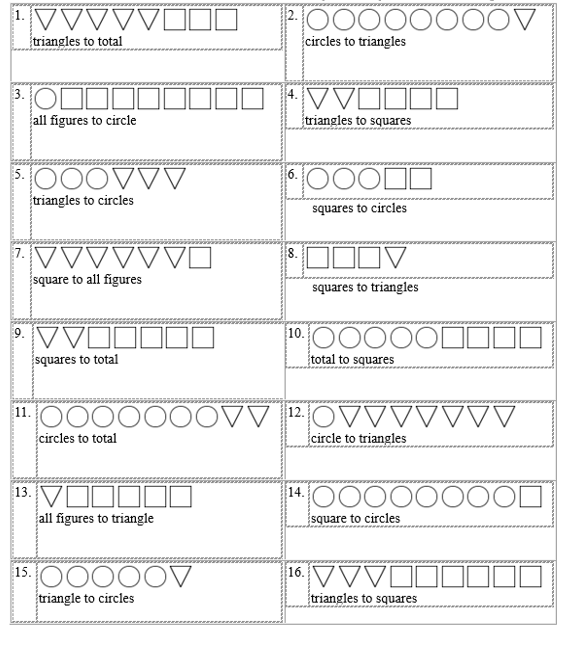 1.
triangles to total
2.
circles to triangles
3.
all figures to circle
4.
triangles to squares
5.
triangles to circles
6.
squares to circles
7.
square to all figures
8.
squares to triangles
9.
squares to total
10.
total to squares
11.
circles to total
12.
circle to triangles
13.
all figures to triangle
14.
square to circles
15.
triangle to circles
16.
triangles to squares